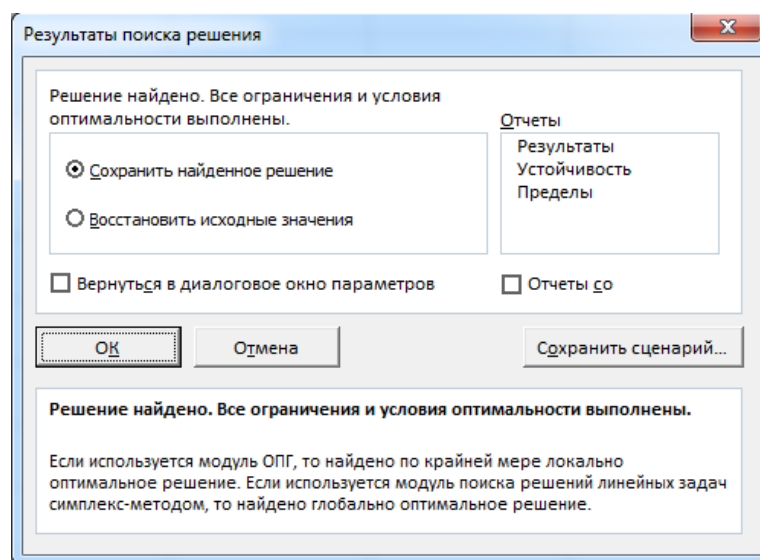 Результаты поиска решения
Решение найдено. Все ограничения и условия
оптимальности выполнены.
Отчеты
Результаты
Устойчивость
Пределы
Сохранить найденное решение
Восстановить исходные значения
Вернуться в диалоговое окно параметров
Отчеты со
ОК
Отмена
Сохранить сценарий...
Решение найдено. Все ограничения и условия оптимальности выполнены.
Если используется модуль ОПГ, то найдено по крайней мере локально
оптимальное решение. Если используется модуль поиска решений линейных задач
симплекс-методом, то найдено глобально оптимальное решение.